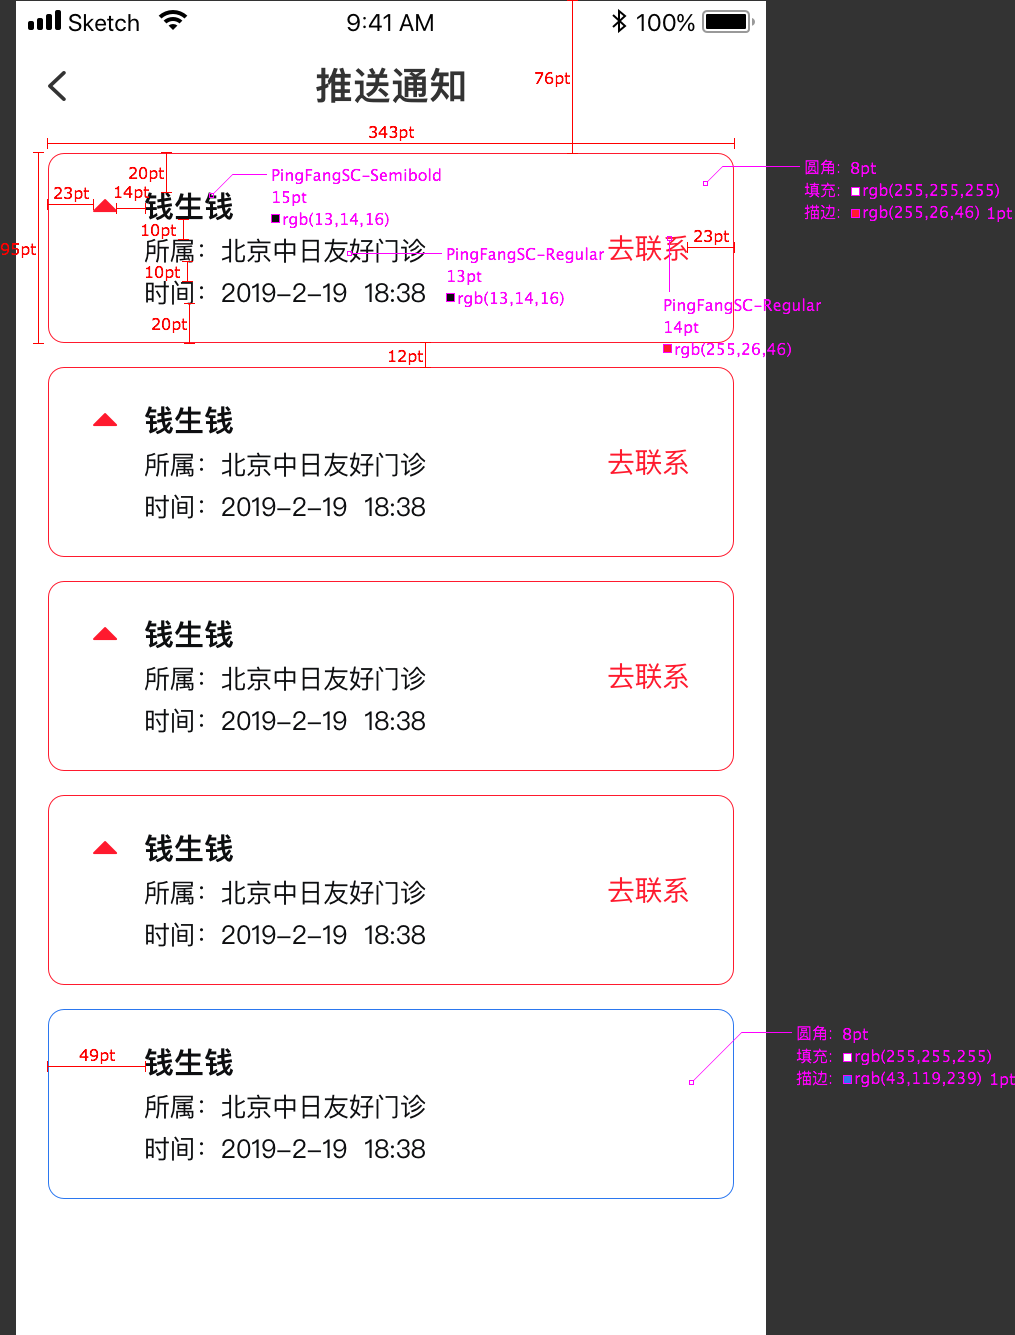 Sketch 9:41 AM 100%
推送通知
76pt
343pt
20pt
23pt
14pt
95pt
钱生钱
PingFangSC-Semibold
15pt
rgb(13,14,16)
圆角: 8pt
填充: rgb(255,255,255)
描边: rgb(255,26,46) 1pt
10pt
所属：北京中日友好门诊
PingFangSC-Regular
13pt
rgb(13,14,16)
去联系
23pt
10pt
时间：2019-2-19 18:38
PingFangSC-Regular
14pt
rgb(255,26,46)
20pt
12pt
钱生钱
所属：北京中日友好门诊
去联系
时间：2019-2-19 18:38
钱生钱
所属：北京中日友好门诊
去联系
时间：2019-2-19 18:38
钱生钱
所属：北京中日友好门诊
去联系
时间：2019-2-19 18:38
49pt
钱生钱
圆角: 8pt
填充: rgb(255,255,255)
描边: rgb(43,119,239) 1pt
所属：北京中日友好门诊
时间：2019-2-19 18:38